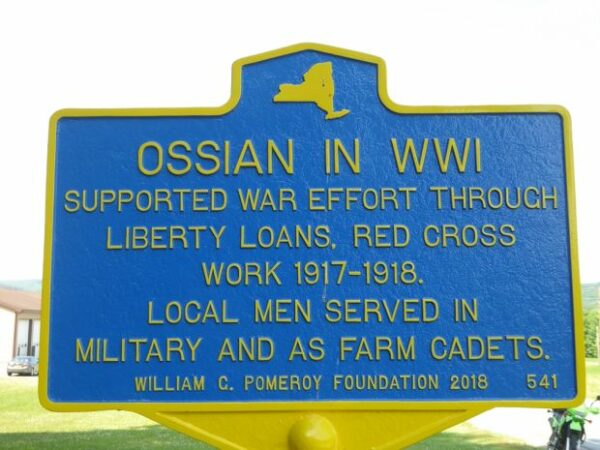 OSSIAN IN WWI
SUPPORTED WAR EFFORT THROUGH
LIBERTY LOANS, RED CROSS
WORK 1917-1918.
LOCAL MEN SERVED IN
MILITARY AND AS FARM CADETS.
WILLIAM G. POMEROY FOUNDATION 2018 541